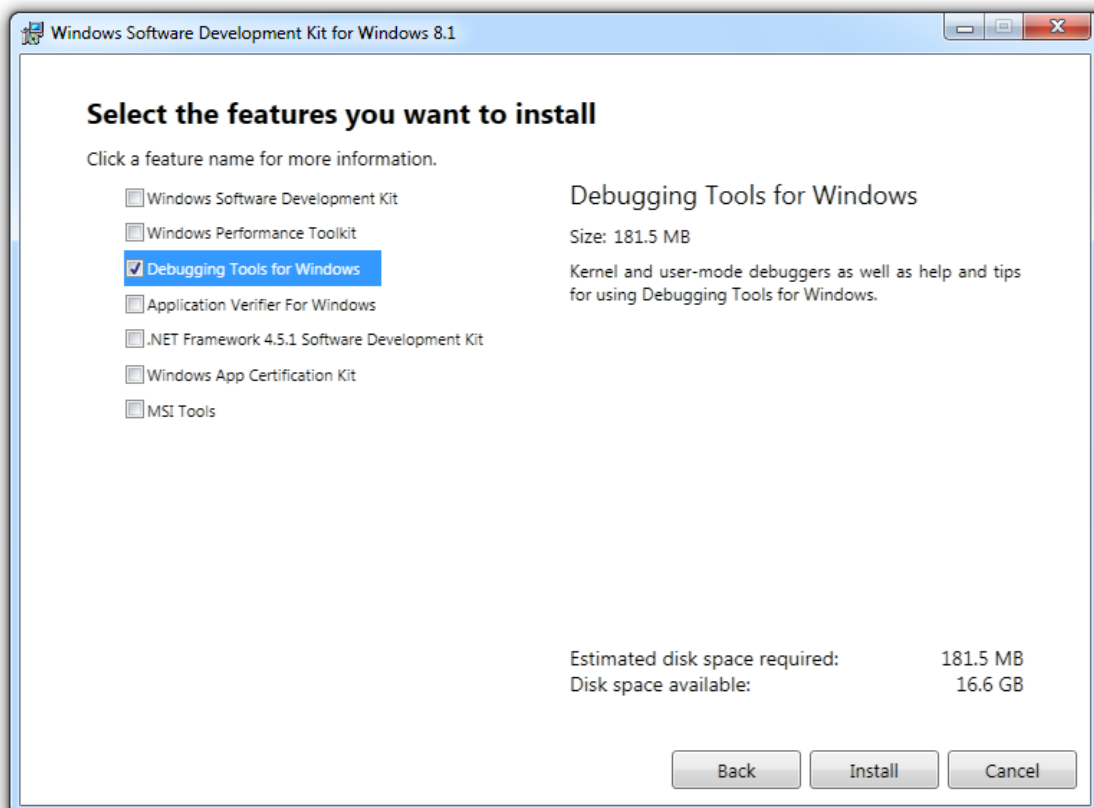 Windows Software Development Kit for Windows 8.1
Select the features you want to install
Click a feature name for more information.
Windows Software Development Kit
Windows Performance Toolkit
Debugging Tools for Windows
Application Verifier For Windows
.NET Framework 4.5.1 Software Development Kit
Windows App Certification Kit
MSI Tools
Debugging Tools for Windows
Size: 181.5 MB
Kernel and user-mode debuggers as well as help and tips
for using Debugging Tools for Windows.
Estimated disk space required: 181.5 MB
Disk space available: 16.6 GB
Back Install Cancel